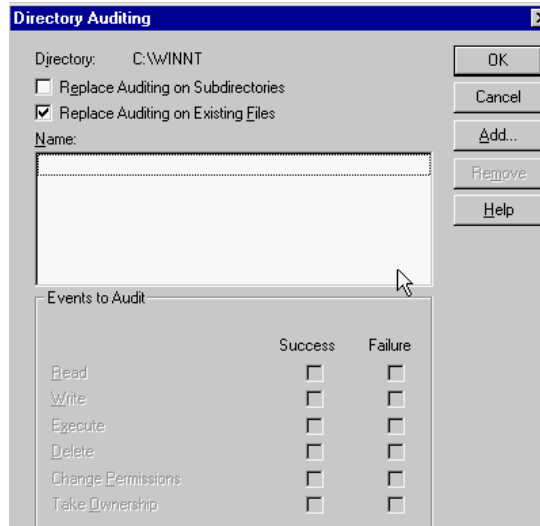 Directory Auditing
Directory: C:\WINNT
Replace Auditing on Subdirectories
Replace Auditing on Existing Files
Name:
OK
Cancel
Add...
Remove
Help
Events to Audit
Success Failure
Read
Write
Execute
Delete
Change Permissions
Take Ownership